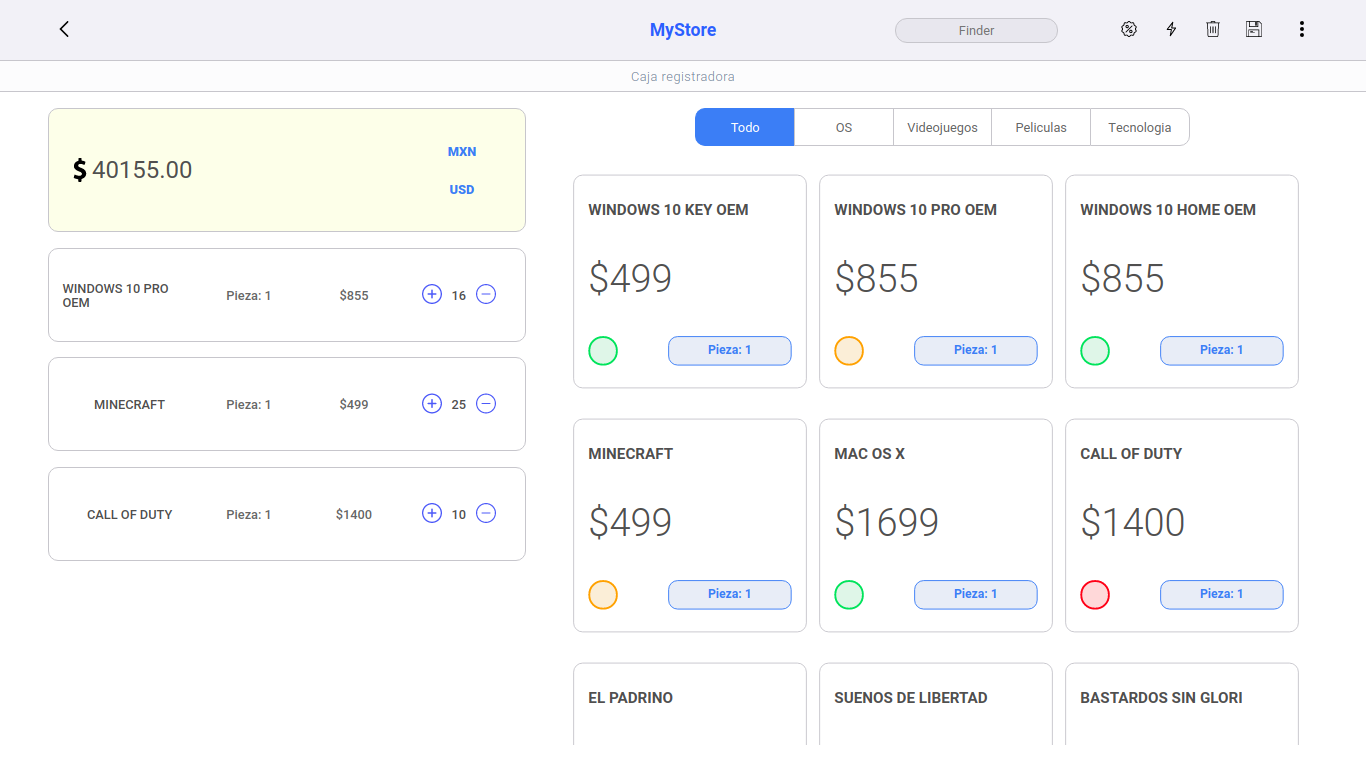 MyStore
Finder
Caja registradora
$ 40155.00
MXN
USD
WINDOWS 10 PRO
OEM
Pieza: 1
$855
16
MINECRAFT
Pieza: 1
$499
25
CALL OF DUTY
Pieza: 1
$1400
10
Todo
OS
Videojuegos
Peliculas
Tecnologia
WINDOWS 10 KEY OEM
$499
Pieza: 1
WINDOWS 10 PRO OEM
$855
Pieza: 1
WINDOWS 10 HOME OEM
$855
Pieza: 1
MINECRAFT
$499
Pieza: 1
MAC OS X
$1699
Pieza: 1
CALL OF DUTY
$1400
Pieza: 1
EL PADRINO
SUENOS DE LIBERTAD
BASTARDOS SIN GLORI